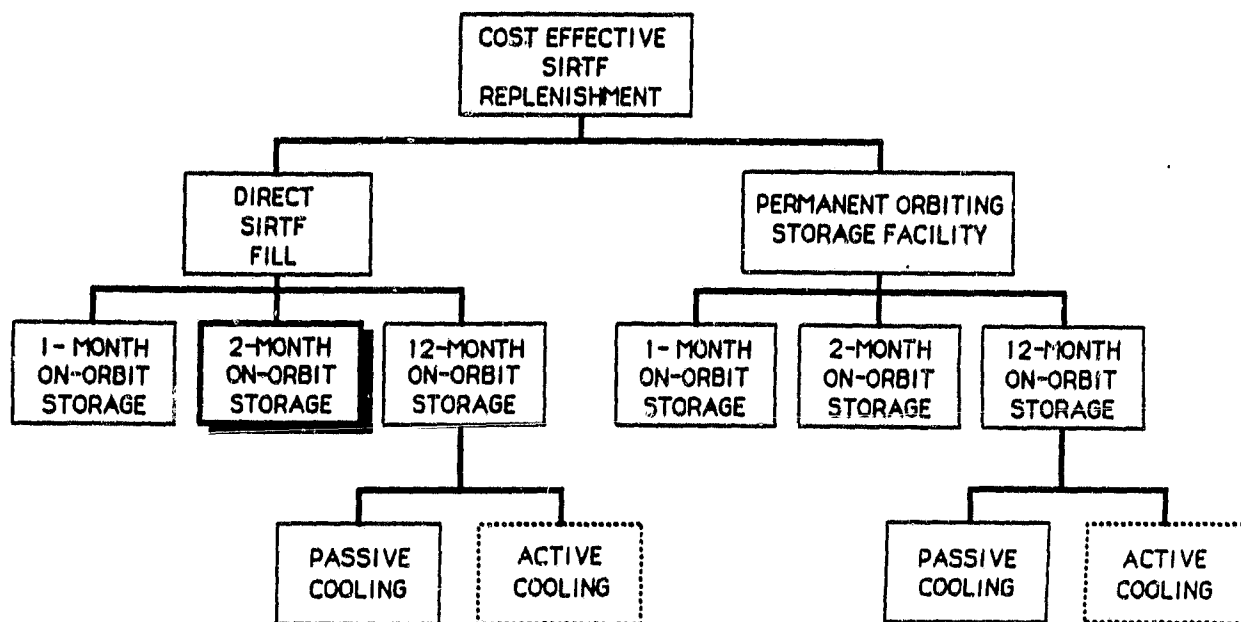 COST EFFECTIVE
SIRTF
REPLENISHMENT
DIRECT
SIRTF
FILL
PERMANENT ORBITING
STORAGE FACILITY
1- MONTH
ON-ORBIT
STORAGE
2-MONTH
ON-ORBIT
STORAGE
12-MONTH
ON-ORBIT
STORAGE
1- MONTH
ON-ORBIT
STORAGE
2-MONTH
ON-ORBIT
STORAGE
12-MONTH
ON-ORBIT
STORAGE
PASSIVE
COOLING
ACTIVE
COOLING
PASSIVE
COOLING
ACTIVE
COOLING